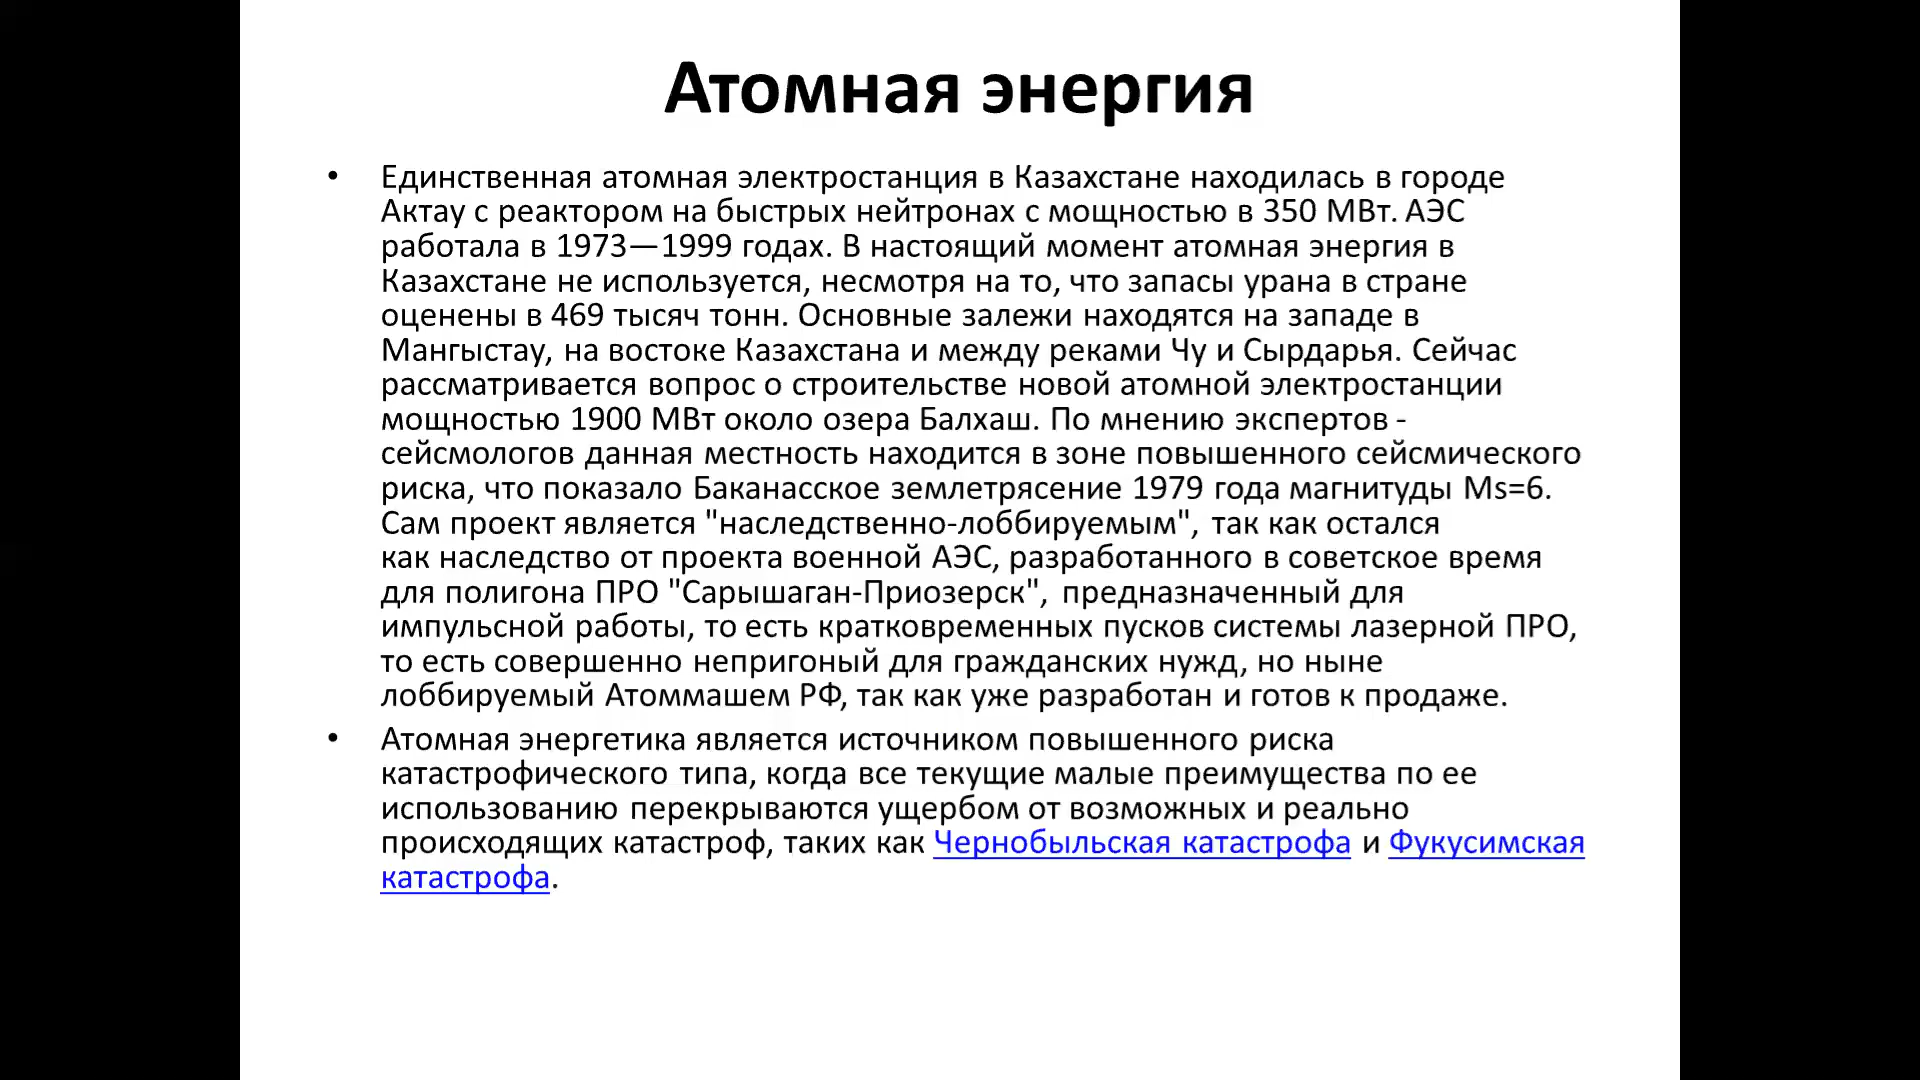 Атомная энергия
• Единственная атомная электростанция в Казахстане находилась в городе
Актау с реактором на быстрых нейтронах с мощностью в 350 МВт. АЭС
работала в 1973—1999 годах. В настоящий момент атомная энергия в
Казахстане не используется, несмотря на то, что запасы урана в стране
оценены в 469 тысяч тонн. Основные залежи находятся на западе в
Мангыстау, на востоке Казахстана и между реками Чу и Сырдарья. Сейчас
рассматривается вопрос о строительстве новой атомной электростанции
мощностью 1900 МВт около озера Балхаш. По мнению экспертов -
сейсмологов данная местность находится в зоне повышенного сейсмического
риска, что показало Баканасское землетрясение 1979 года магнитуды Ms=6.
Сам проект является "наследственно-лоббируемым", так как остался
как наследство от проекта военной АЭС, разработанного в советское время
для полигона ПРО "Сарышаган-Приозерск", предназначенный для
импульсной работы, то есть кратковременных пусков системы лазерной ПРО,
то есть совершенно непригоный для гражданских нужд, но ныне
лоббируемый Атоммашем РФ, так как уже разработан и готов к продаже.
• Атомная энергетика является источником повышенного риска
катастрофического типа, когда все текущие малые преимущества по ее
использованию перекрываются ущербом от возможных и реально
происходящих катастроф, таких как Чернобыльская катастрофа и Фукусимская
катастрофа.